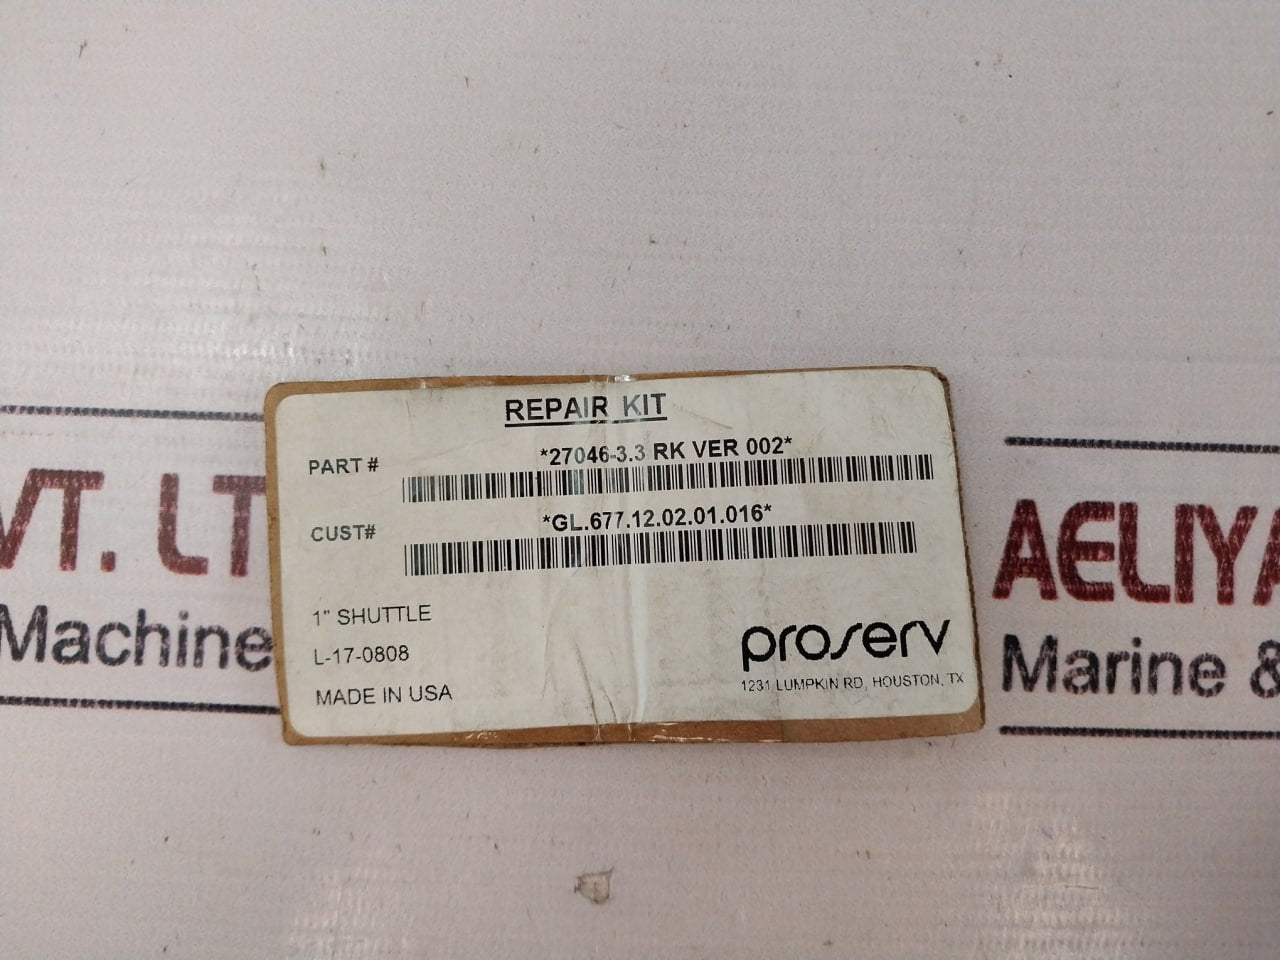 REPAIR KIT
PART # *27046-3.3 RK VER 002*
CUST# *GL.677.12.02.01.016*
1" SHUTTLE
L-17-0808
MADE IN USA
proserv
1231 LUMPKIN RD, HOUSTON, TX
VT. LT
Machine
AELIYA
Marine &